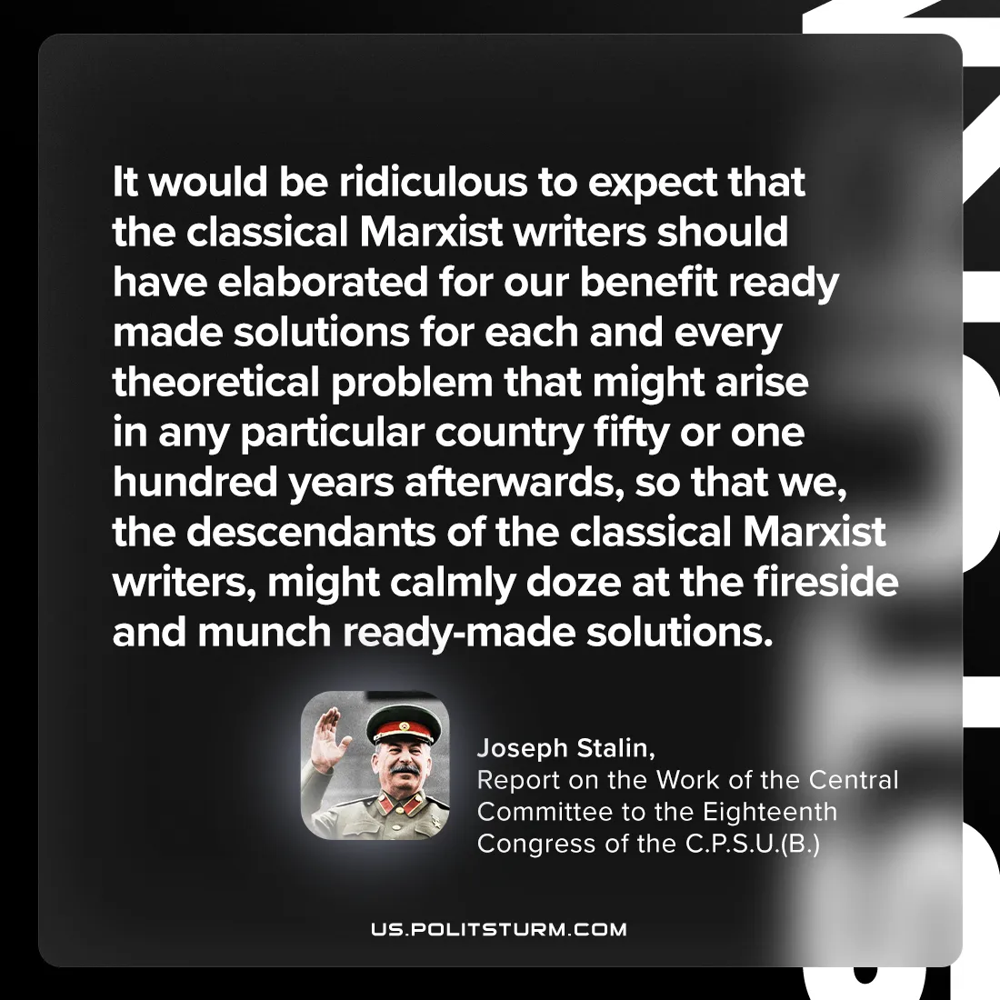 It would be ridiculous to expect that
the classical Marxist writers should
have elaborated for our benefit ready
made solutions for each and every
theoretical problem that might arise
in any particular country fifty or one
hundred years afterwards, so that we,
the descendants of the classical Marxist
writers, might calmly doze at the fireside
and munch ready-made solutions.
Joseph Stalin,
Report on the Work of the Central
Committee to the Eighteenth
Congress of the C.P.S.U.(B.)
US.POLITSTURM.COM